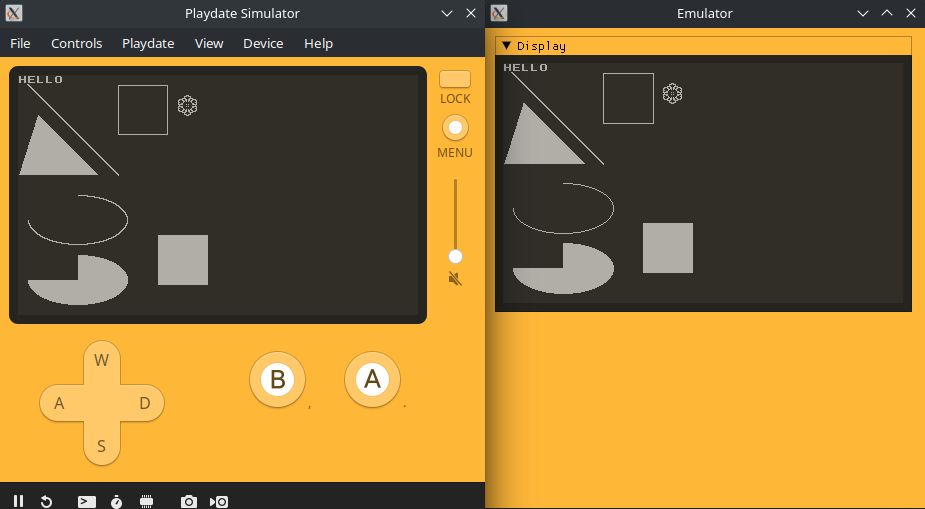 Playdate Simulator
File Controls Playdate View Device Help
HELLO
LOCK
MENU
W
A D
S
B ,
A .
Emulator
▼ Display
HELLO